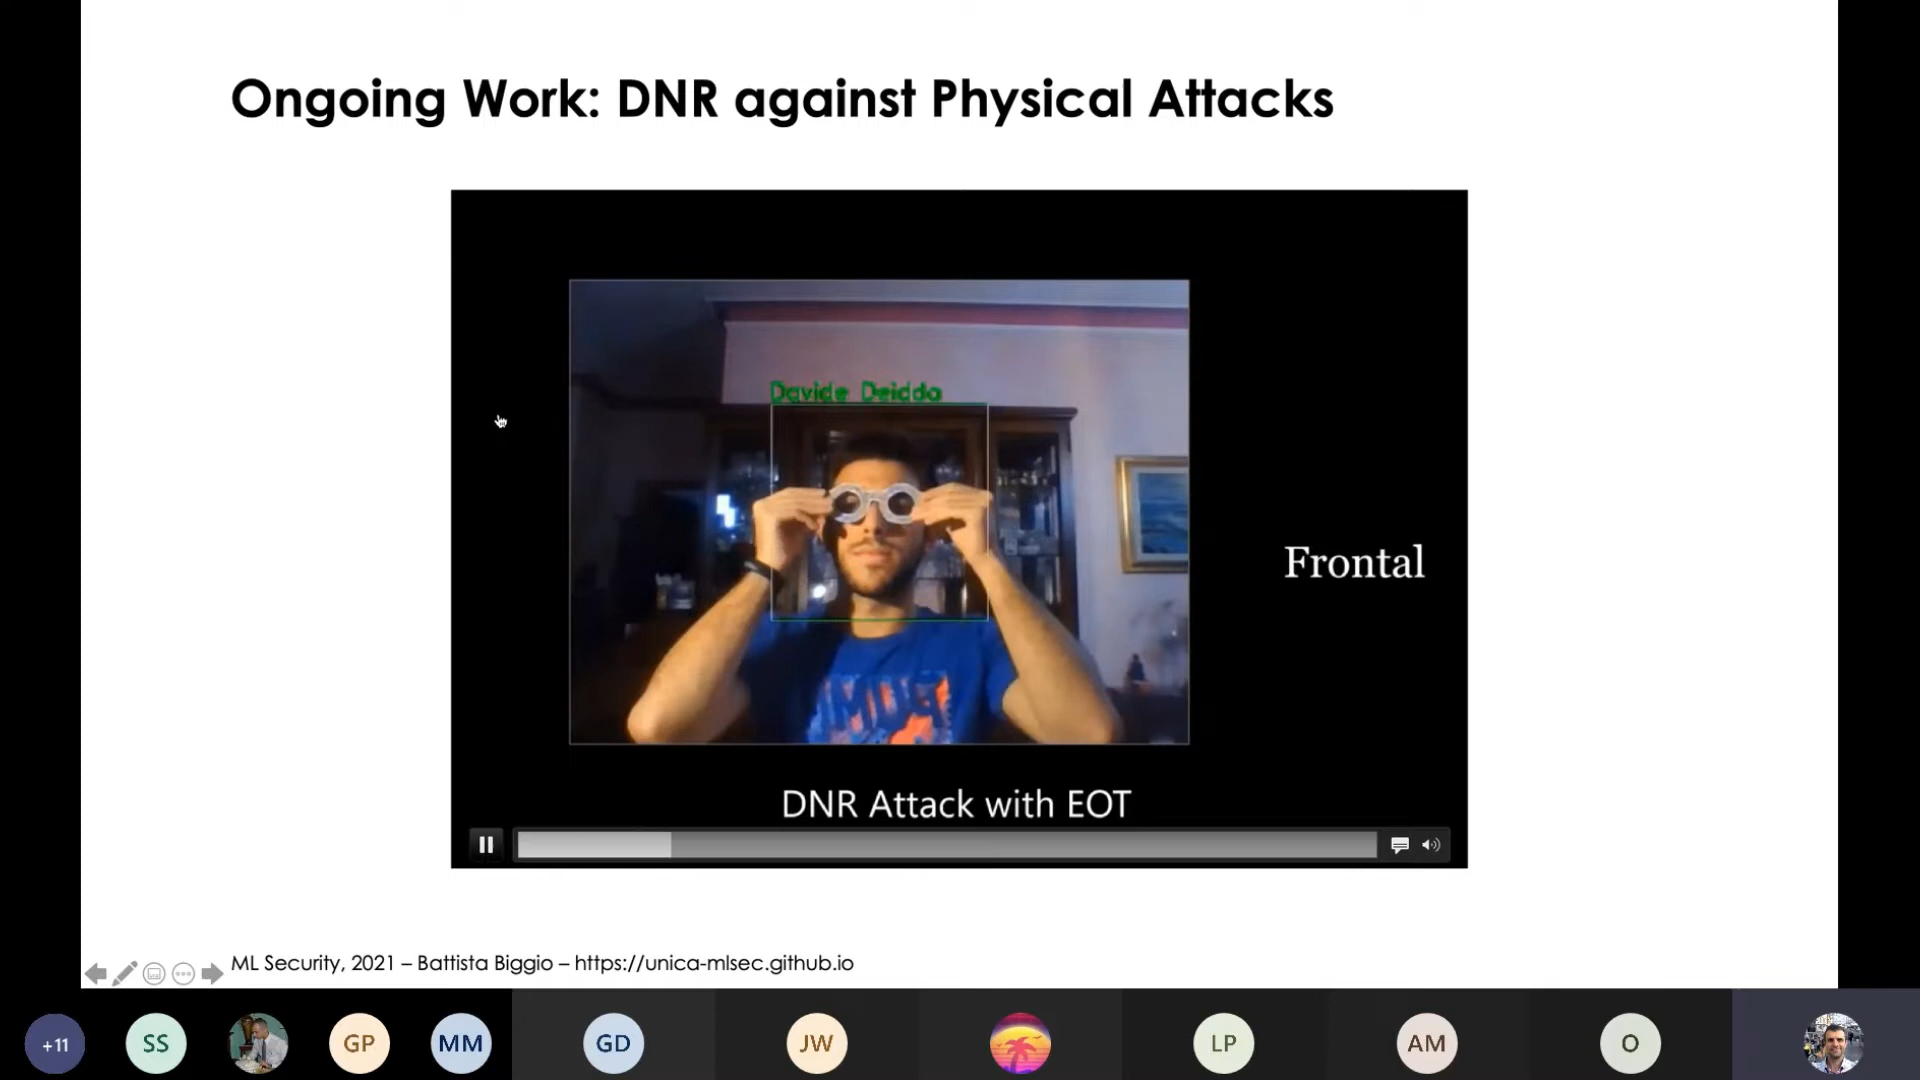 Ongoing Work: DNR against Physical Attacks
Davide Deidda
Frontal
DNR Attack with EOT
ML Security, 2021 – Battista Biggio – https://unica-mlsec.github.io
+11
SS
GP
MM
GD
JW
LP
AM
O